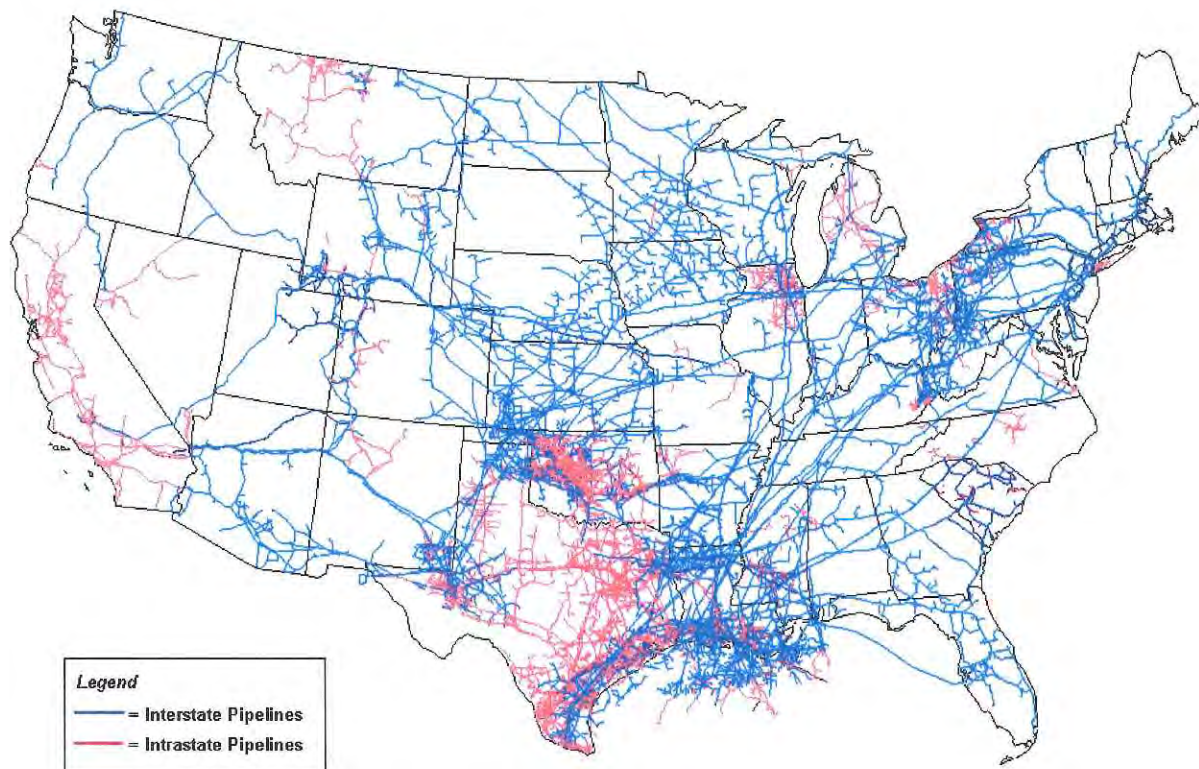 Legend
= Interstate Pipelines
= Intrastate Pipelines